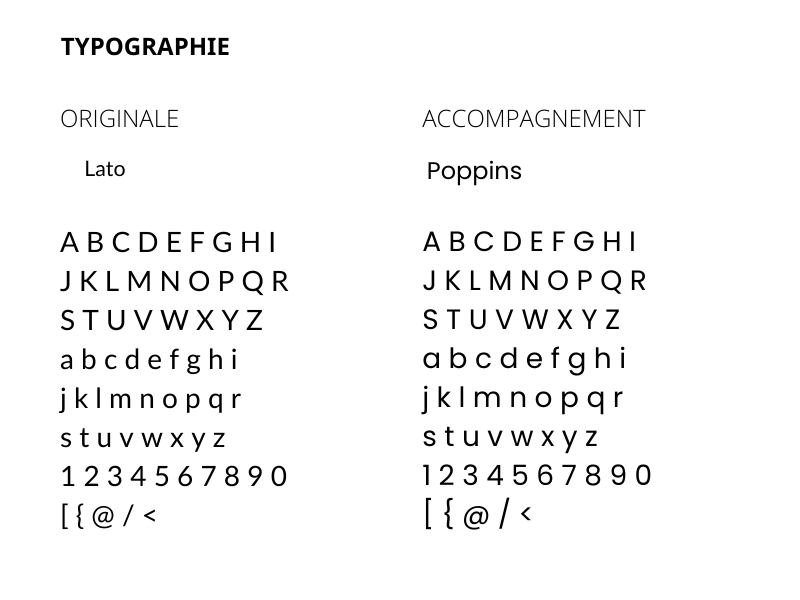 TYPOGRAPHIE
ORIGINALE
Lato
A B C D E F G H I
J K L M N O P Q R
S T U V W X Y Z
a b c d e f g h i
j k l m n o p q r
s t u v w x y z
1 2 3 4 5 6 7 8 9 0
[ { @ / <
ACCOMPAGNEMENT
Poppins
A B C D E F G H I
J K L M N O P Q R
S T U V W X Y Z
a b c d e f g h i
j k l m n o p q r
s t u v w x y z
1 2 3 4 5 6 7 8 9 0
[ { @ / <